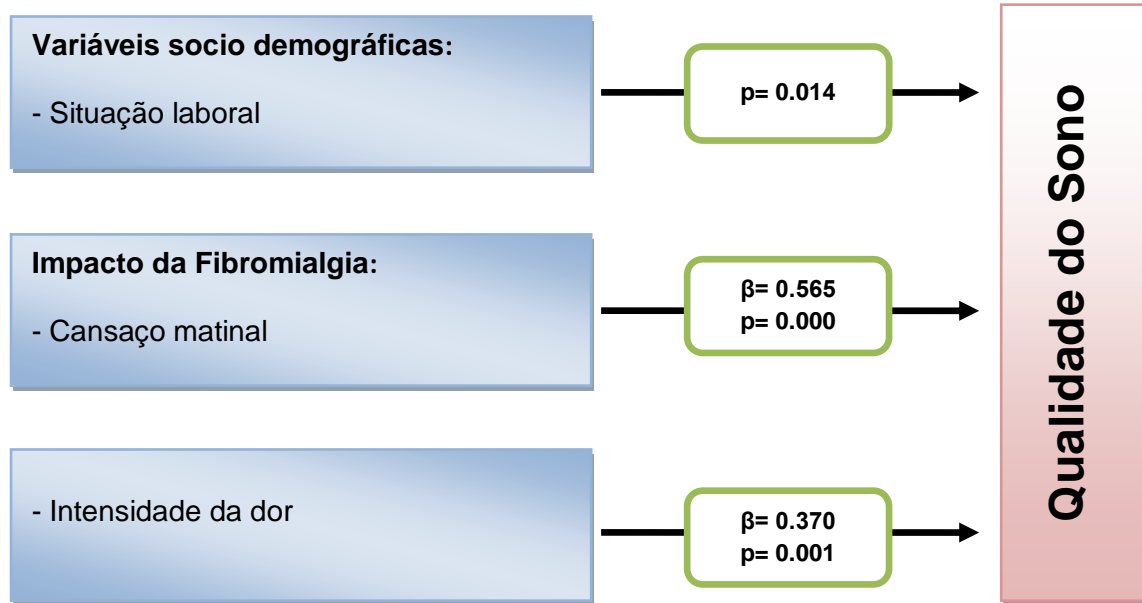 Variáveis socio demográficas:
- Situação laboral
p= 0.014
Impacto da Fibromialgia:
- Cansaço matinal
β= 0.565
p= 0.000
- Intensidade da dor
β= 0.370
p= 0.001
Qualidade do Sono